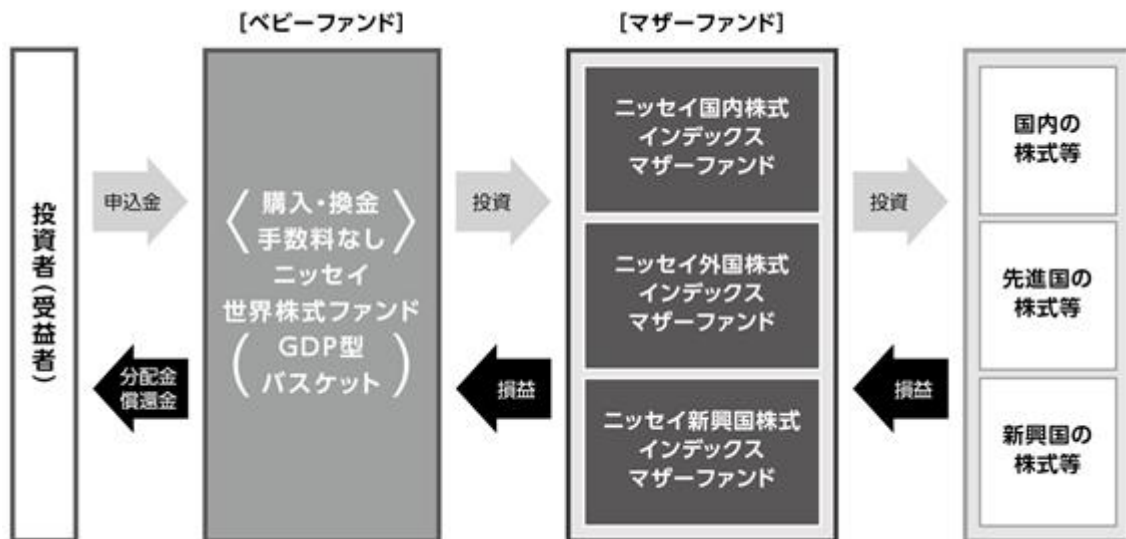 [ベビーファンド]
[マザーファンド]
投資者(受益者)
申込金
分配金
償還金
〈購入・換金
手数料なし〉
ニッセイ
世界株式ファンド
(GDP型
バスケット)
投資
損益
ニッセイ国内株式
インデックス
マザーファンド
ニッセイ外国株式
インデックス
マザーファンド
ニッセイ新興国株式
インデックス
マザーファンド
投資
損益
国内の
株式等
先進国の
株式等
新興国の
株式等